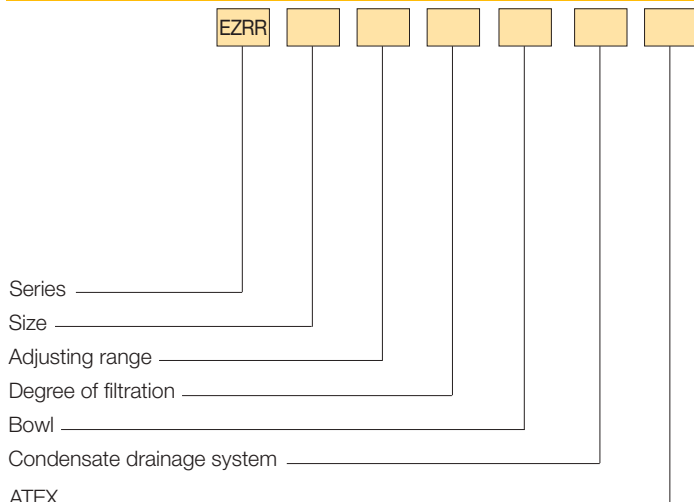 EZRR
Series
Size
Adjusting range
Degree of filtration
Bowl
Condensate drainage system
ATEX